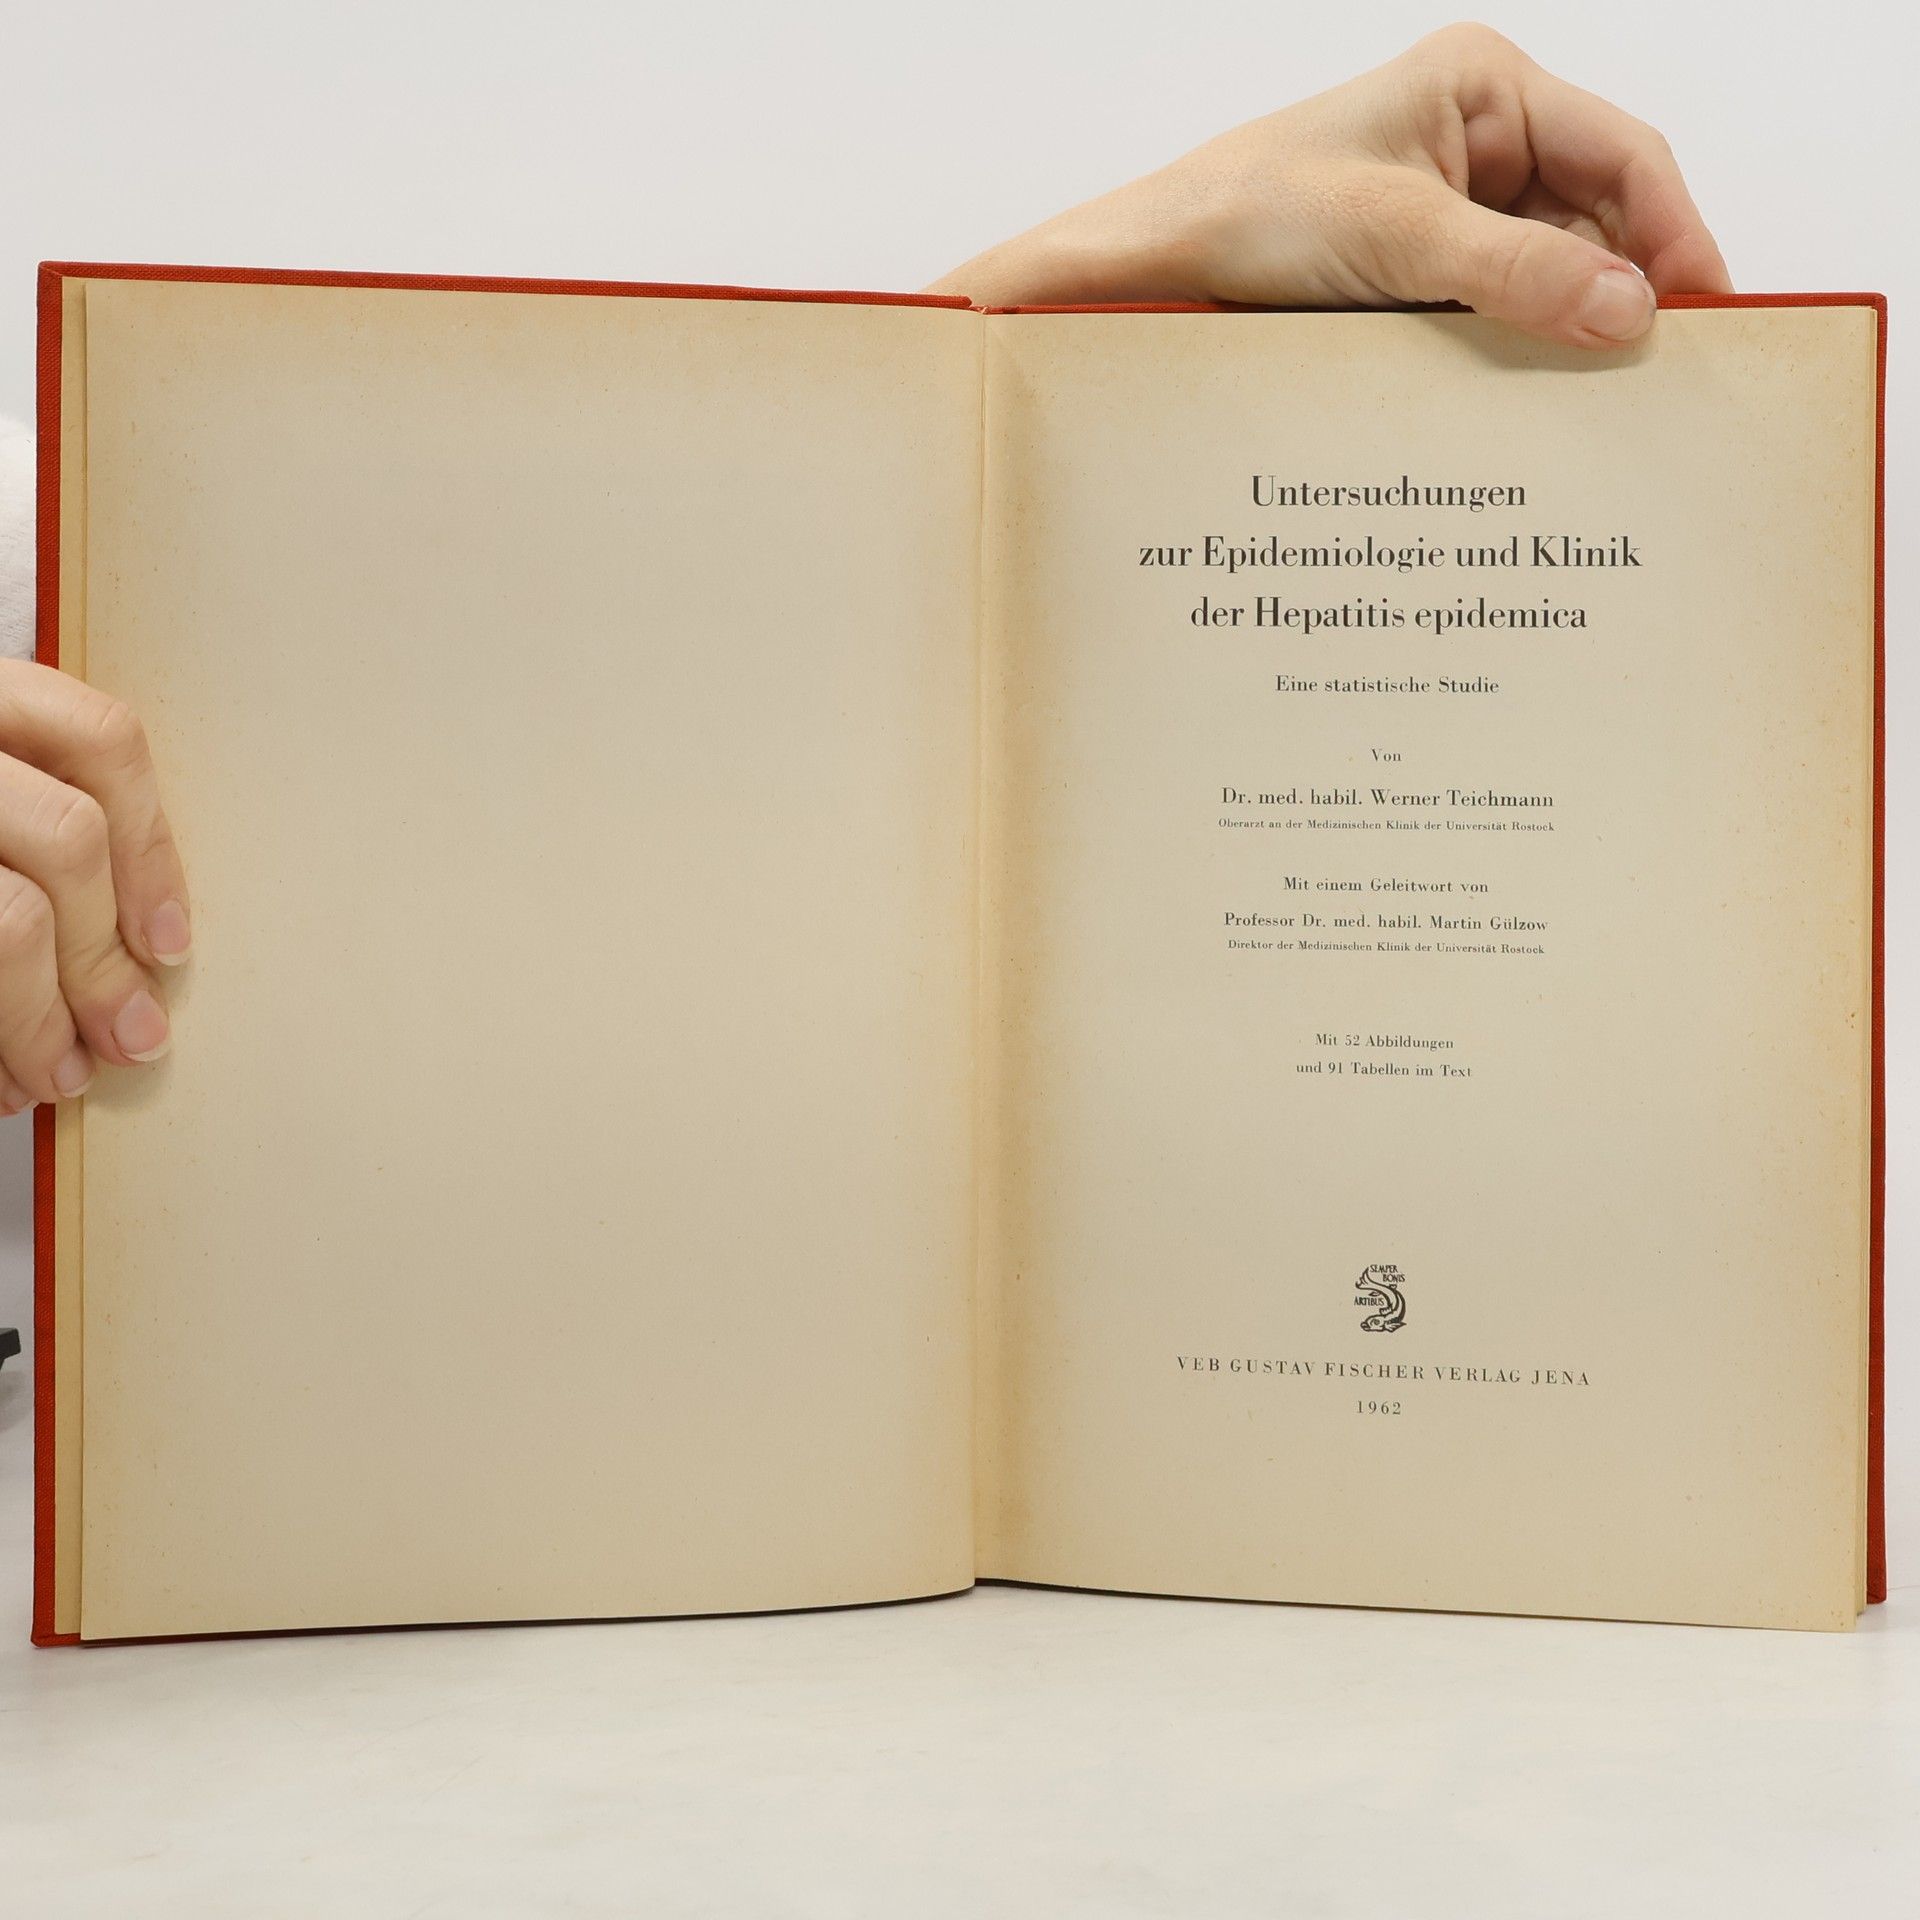 Untersuchungen
zur Epidemiologie und Klinik
der Hepatitis epidemica
Eine statistische Studie
Von
Dr. med. habil. Werner Teichmann
Oberarzt an der Medizinischen Klinik der Universität Rostock
Mit einem Geleitwort von
Professor Dr. med. habil. Martin Gülzow
Direktor der Medizinischen Klinik der Universität Rostock
Mit 52 Abbildungen
und 91 Tabellen im Text
SEMPER
BONIS
ARTIBUS
VEB GUSTAV FISCHER VERLAG JENA
1962